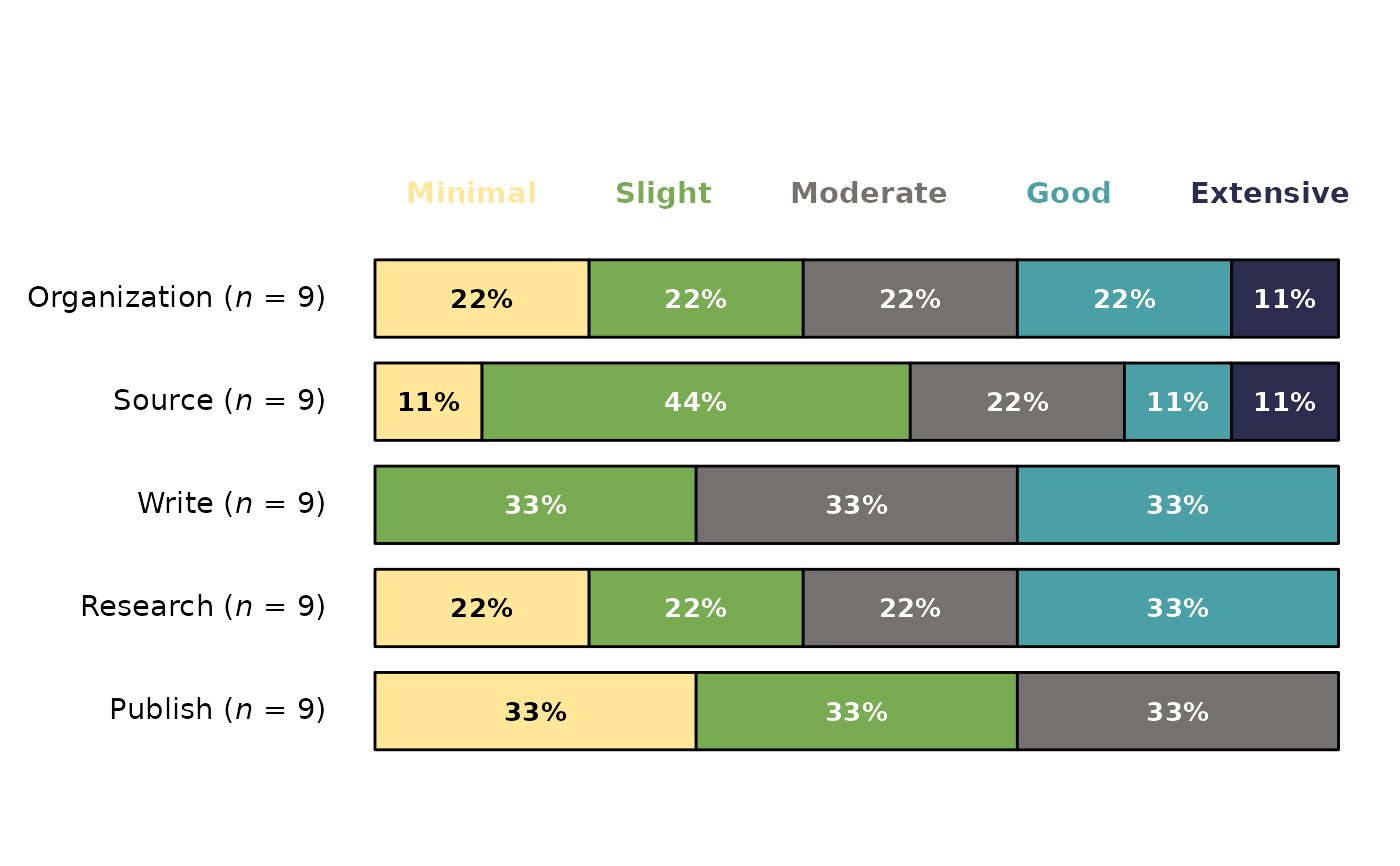 Minimal Slight Moderate Good Extensive
Organization (n = 9) 22% 22% 22% 22% 11%
Source (n = 9) 11% 44% 22% 11% 11%
Write (n = 9) 33% 33% 33%
Research (n = 9) 22% 22% 22% 33%
Publish (n = 9) 33% 33% 33%